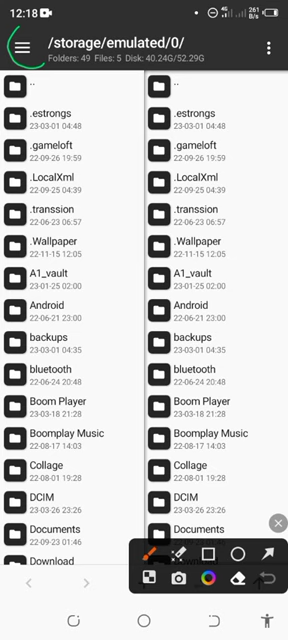 12:18
261 B/s
/storage/emulated/0/
Folders: 49 Files: 5 Disk: 40.24G/52.29G
..
.estrongs
23-03-01 04:48
.gameloft
22-09-26 19:59
.LocalXml
22-09-25 04:39
.transsion
22-06-23 06:57
.Wallpaper
22-11-15 12:05
A1_vault
23-01-25 02:00
Android
22-06-21 23:00
backups
23-03-01 04:35
bluetooth
22-06-24 20:48
Boom Player
23-03-18 21:28
Boomplay Music
22-08-17 14:03
Collage
22-08-01 19:28
DCIM
23-03-26 23:26
Documents
22-09-23 01:46
Download
..
.estrongs
23-03-01 04:48
.gameloft
22-09-26 19:59
.LocalXml
22-09-25 04:39
.transsion
22-06-23 06:57
.Wallpaper
22-11-15 12:05
A1_vault
23-01-25 02:00
Android
22-06-21 23:00
backups
23-03-01 04:35
bluetooth
22-06-24 20:48
Boom Player
23-03-18 21:28
Boomplay Music
22-08-17 14:03
Collage
22-08-01 19:28
DCIM
23-03-26 23:26
Documents